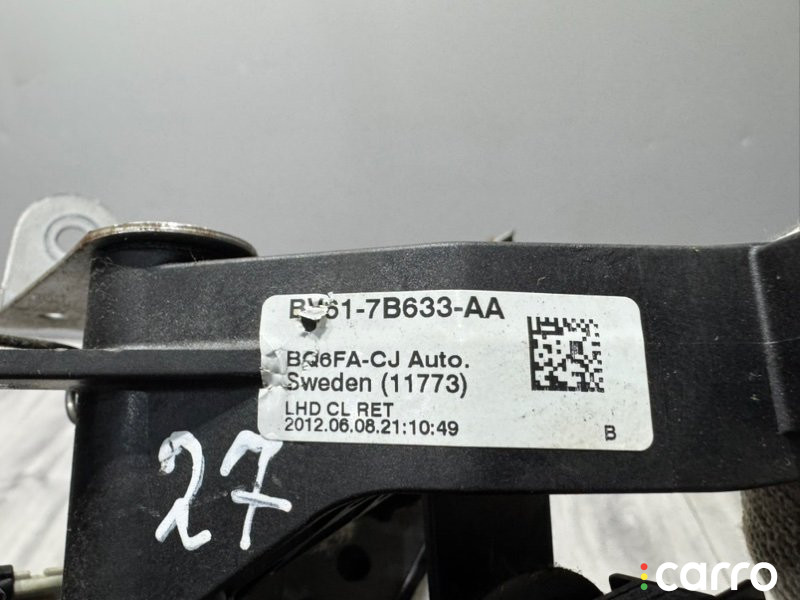 BV61-7B633-AA
BQ6FA-CJ Auto.
Sweden (11773)
LHD CL RET
2012.06.08.21:10:49
B
27
carro